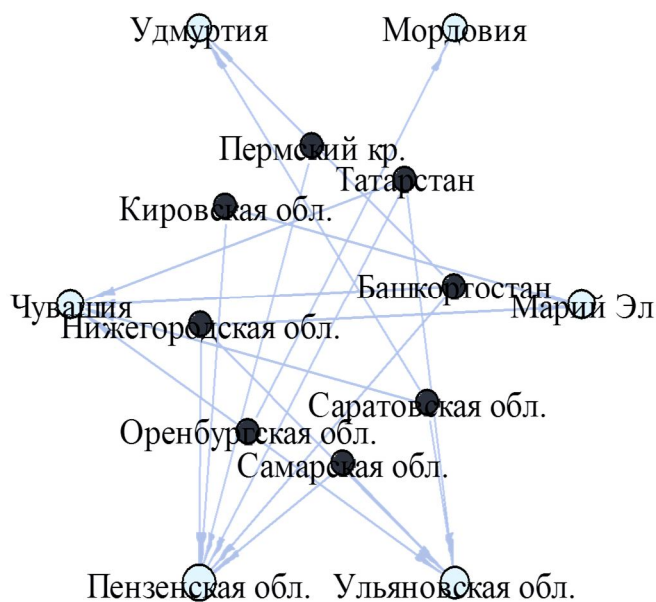 Удмуртия
Мордовия
Пермский кр.
Татарстан
Кировская обл.
Башкортостан
Чувашия
Марий Эл
Нижегородская обл.
Саратовская обл.
Оренбургская обл.
Самарская обл.
Пензенская обл.
Ульяновская обл.